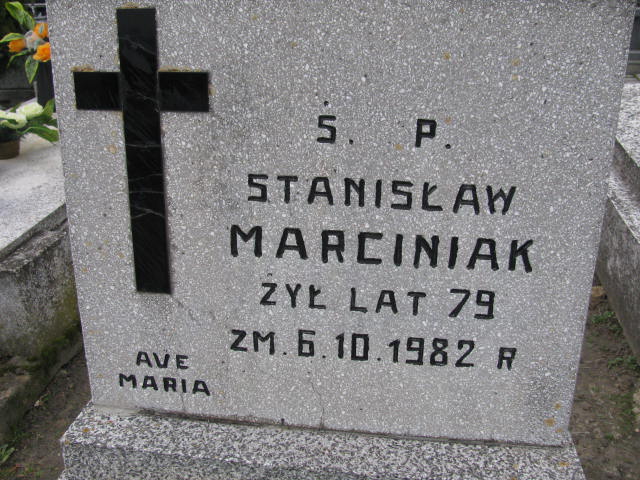 Ś. P.
STANISŁAW
MARCINIAK
ŻYŁ LAT 79
ZM. 6.10.1982 R
AVE
MARIA